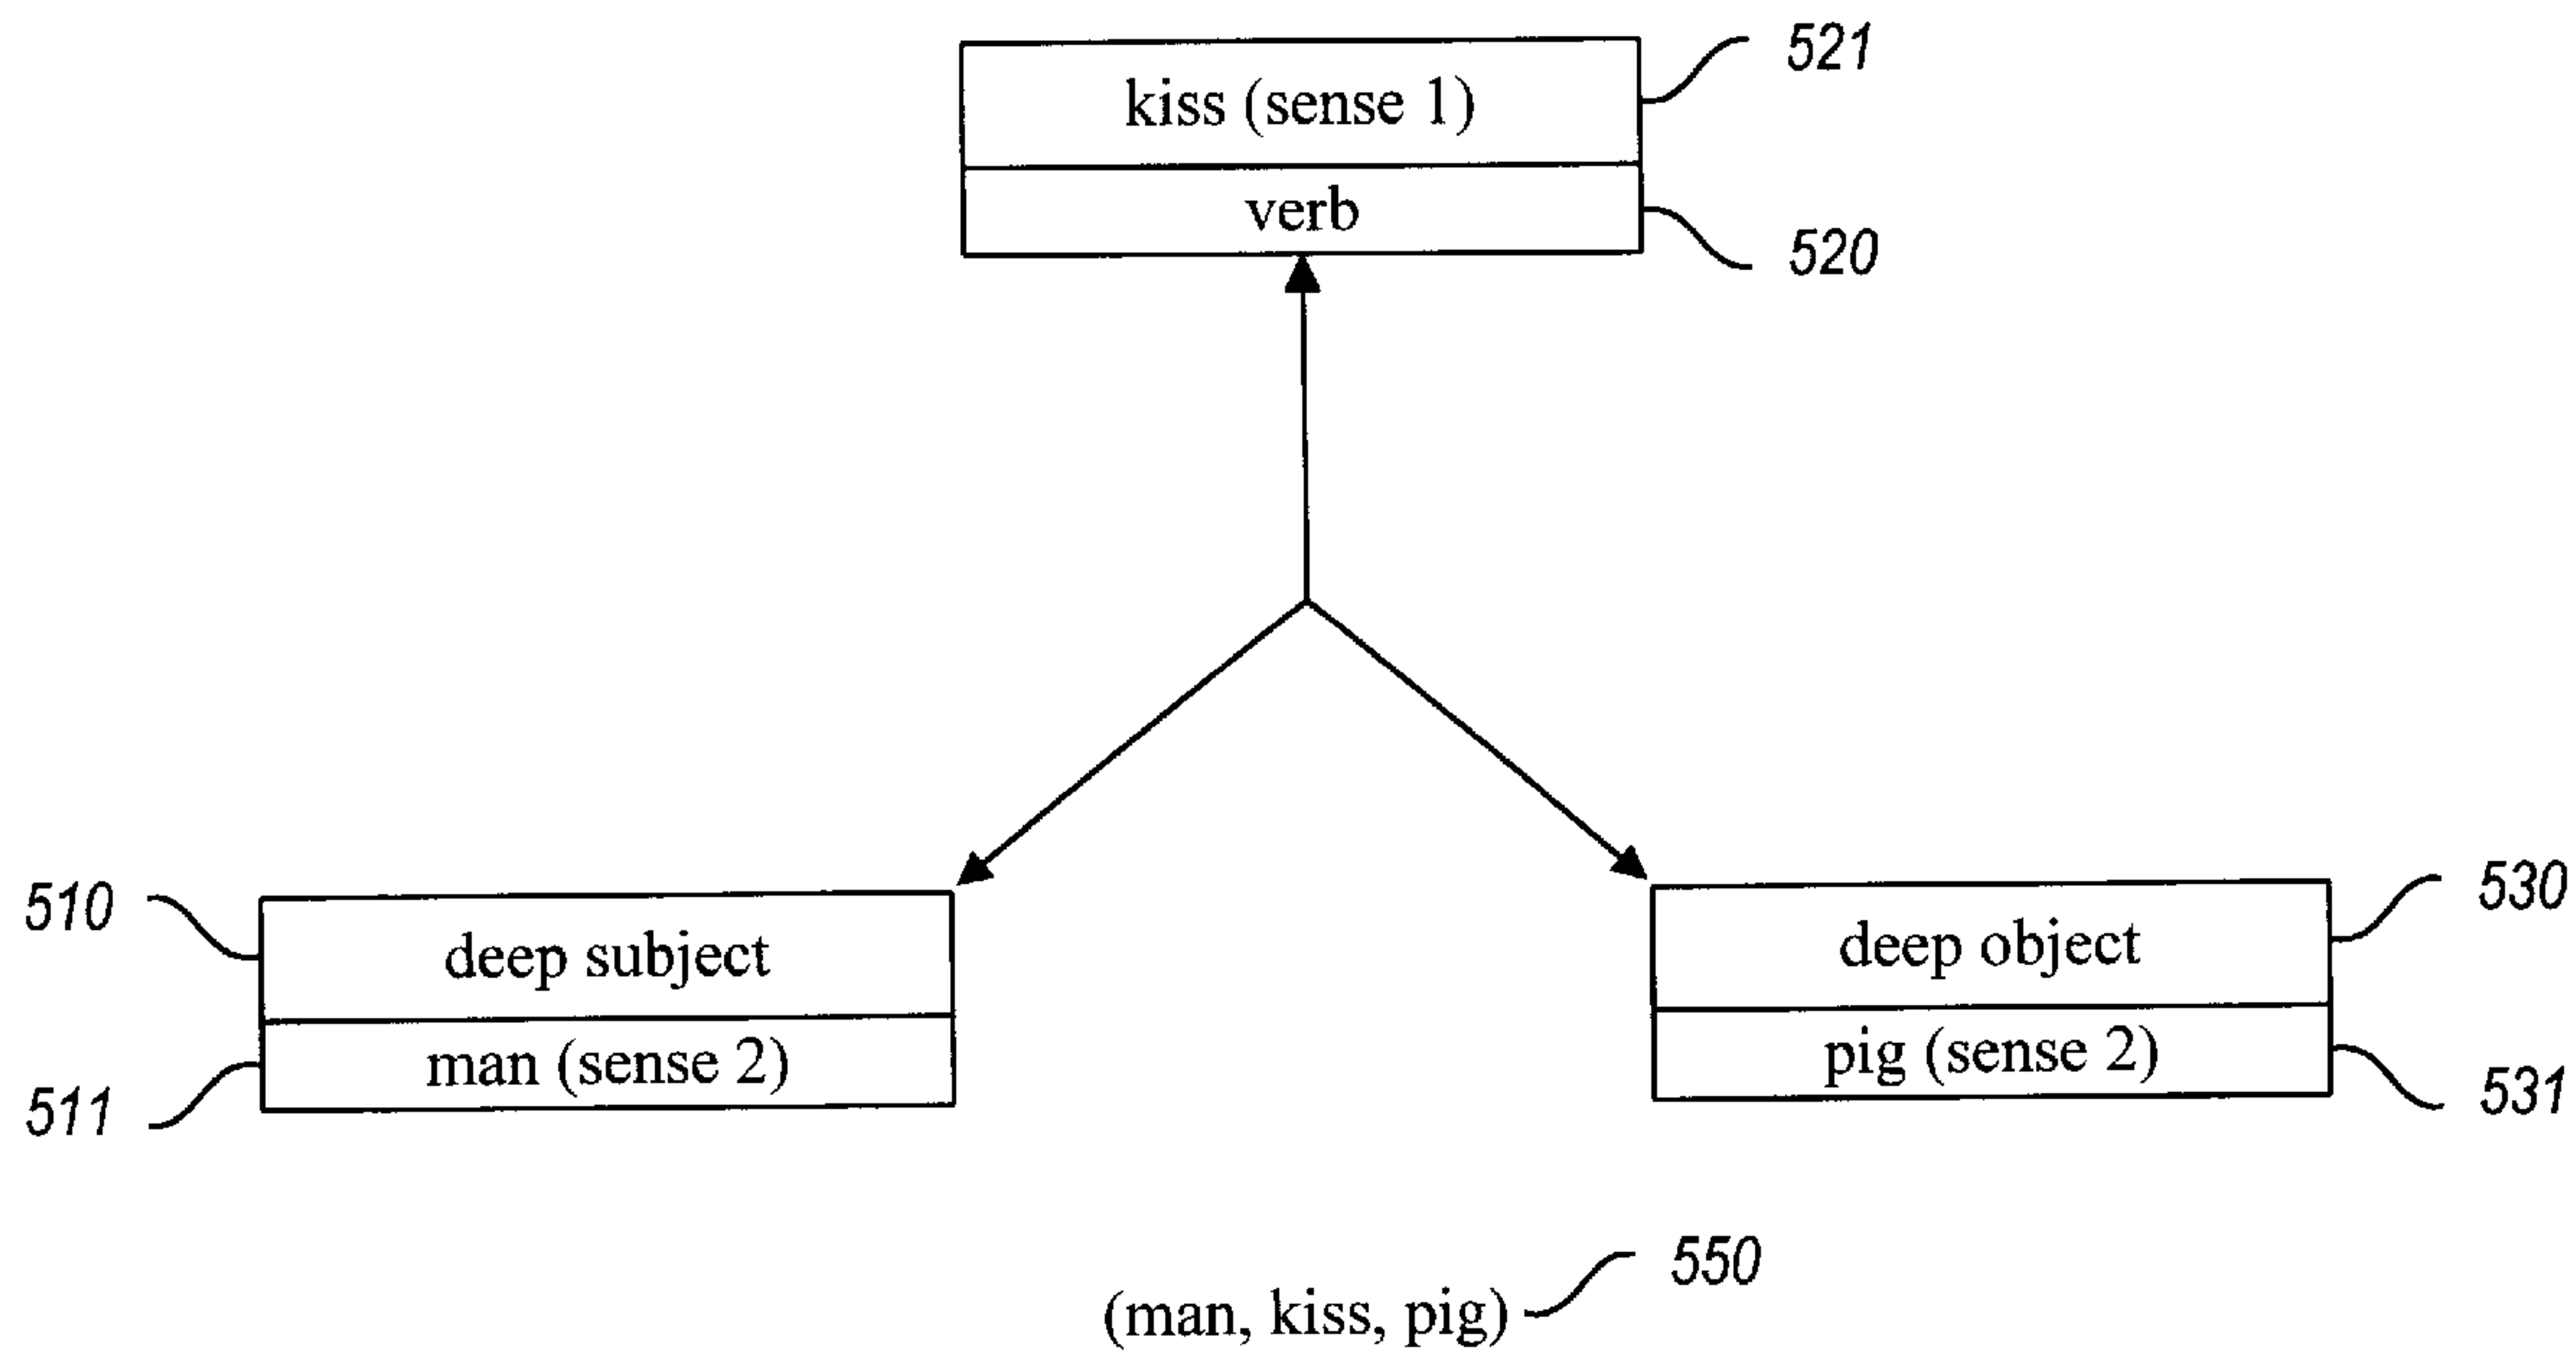 521
kiss (sense 1)
verb
520
510
deep subject
man (sense 2)
511
530
deep object
pig (sense 2)
531
550
(man, kiss, pig)